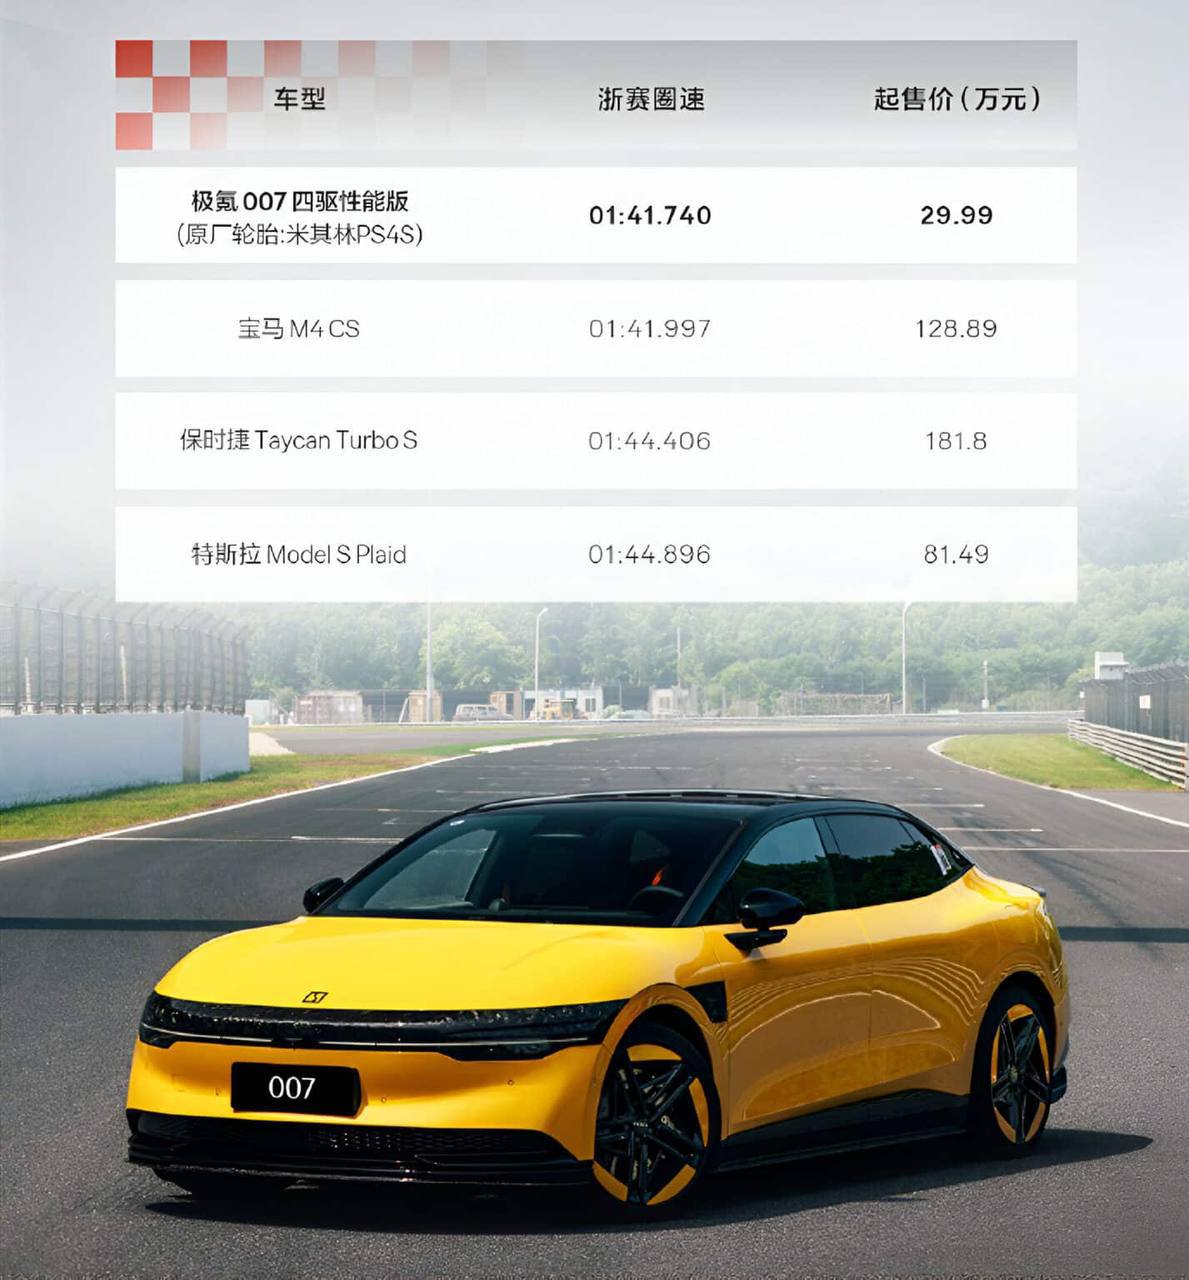 车型 浙赛圈速 起售价(万元)
极氪 007 四驱性能版
(原厂轮胎:米其林PS4S) 01:41.740 29.99
宝马 M4 CS 01:41.997 128.89
保时捷 Taycan Turbo S 01:44.406 181.8
特斯拉 Model S Plaid 01:44.896 81.49
007